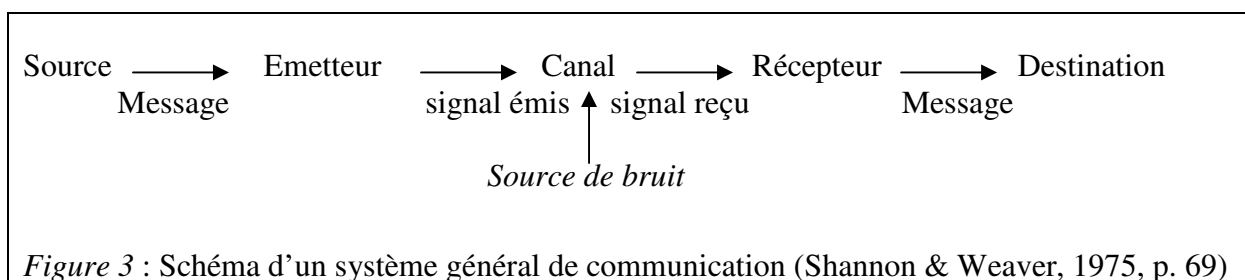 Source Emetteur Canal Récepteur Destination
Message signal émis signal reçu Message
Source de bruit
Figure 3 : Schéma d’un système général de communication (Shannon & Weaver, 1975, p. 69)